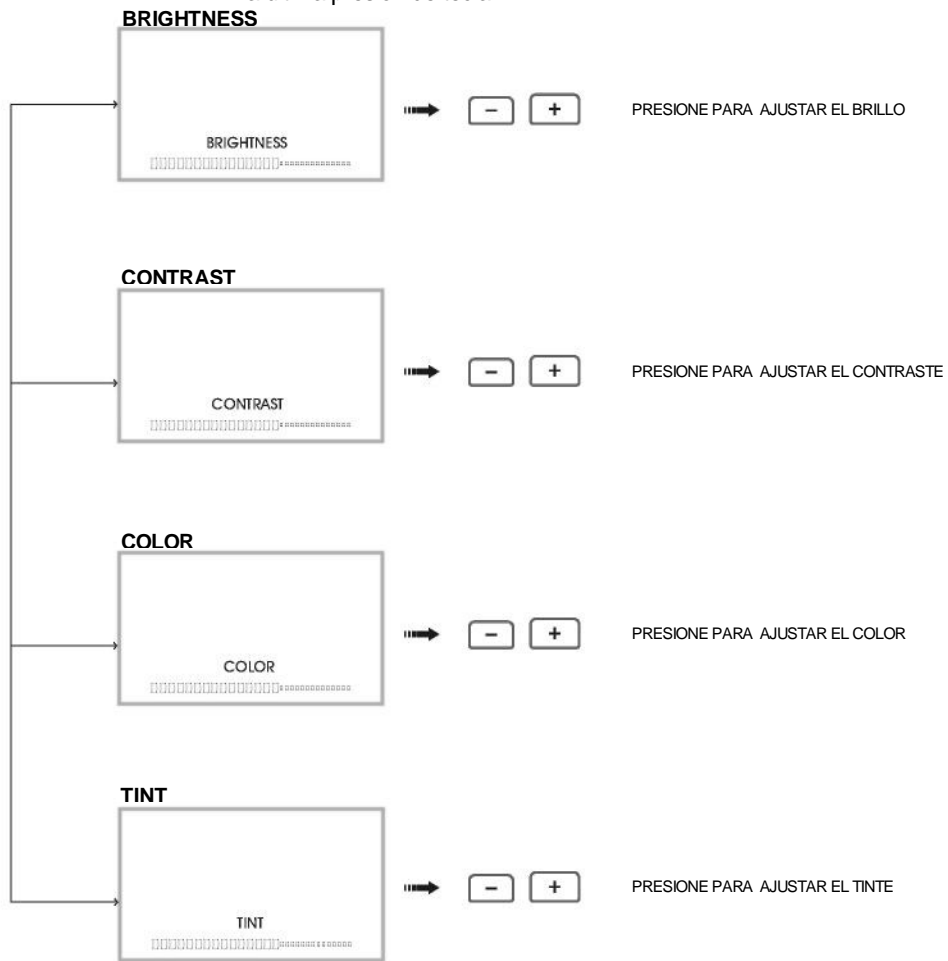 BRIGHTNESS
BRIGHTNESS
- + PRESIONE PARA AJUSTAR EL BRILLO
CONTRAST
CONTRAST
- + PRESIONE PARA AJUSTAR EL CONTRASTE
COLOR
COLOR
- + PRESIONE PARA AJUSTAR EL COLOR
TINT
TINT
- + PRESIONE PARA AJUSTAR EL TINTE